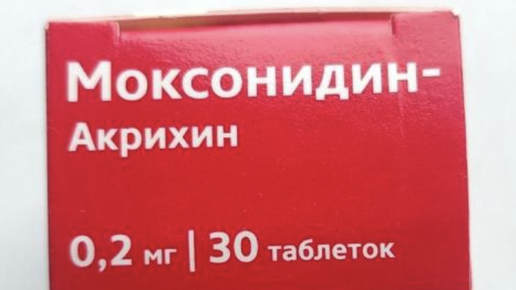 Моксонидин-
Акрихин
0,2 мг | 30 таблеток